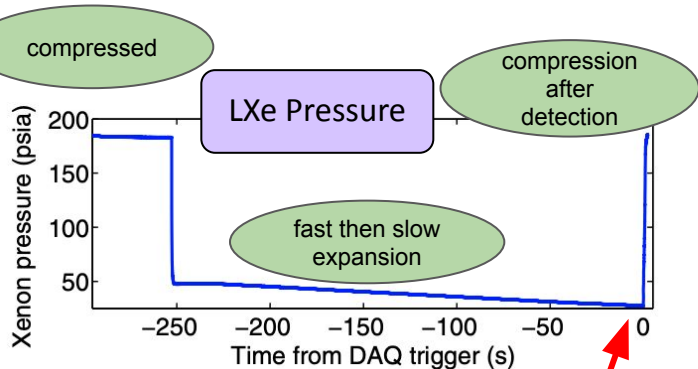 compressed
LXe Pressure
compression
after
detection
Xenon pressure (psia)
200
150
100
50
fast then slow
expansion
−250 −200 −150 −100 −50 0
Time from DAQ trigger (s)